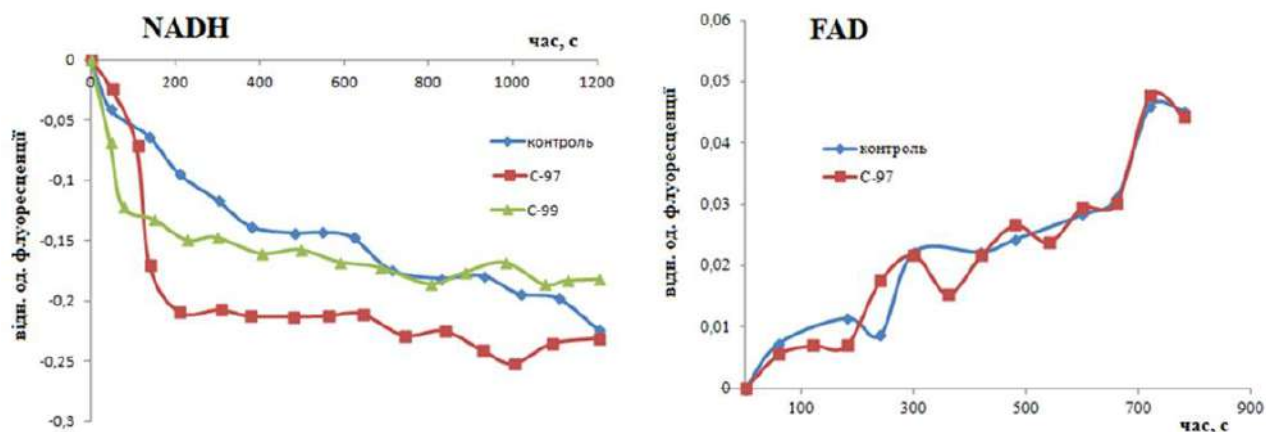 NADH
час, с
0
0
200
400
600
800
1000
1200
-0,05
-0,1
-0,15
-0,2
-0,25
-0,3
відн. од. флуоресценції
контроль
С-97
С-99
FAD
0,06
0,05
0,04
0,03
0,02
0,01
0
відн. од. флуоресценції
контроль
С-97
100
300
500
700
900
час, с